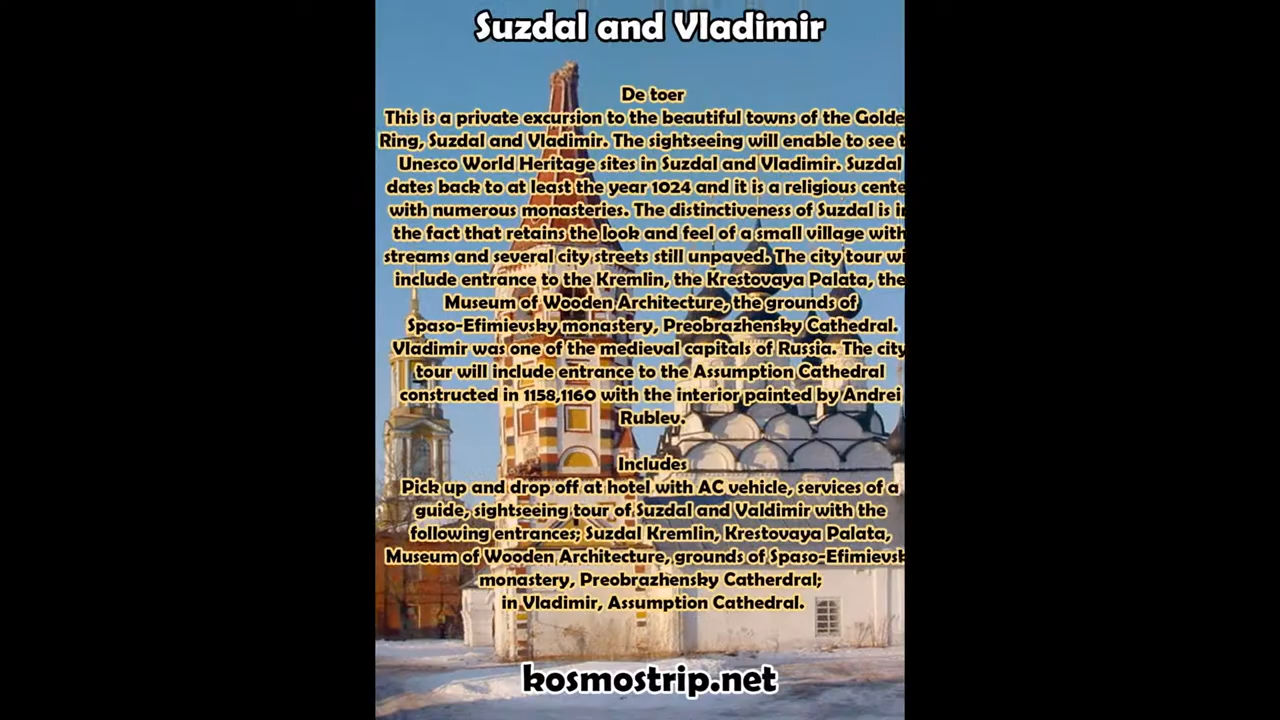 Suzdal and Vladimir
De toer
This is a private excursion to the beautiful towns of the Golde
Ring, Suzdal and Vladimir. The sightseeing will enable to see t
Unesco World Heritage sites in Suzdal and Vladimir. Suzdal
dates back to at least the year 1024 and it is a religious cente
with numerous monasteries. The distinctiveness of Suzdal is in
the fact that retains the look and feel of a small village with
streams and several city streets still unpaved. The city tour wi
include entrance to the Kremlin, the Krestovaya Palata, the
Museum of Wooden Architecture, the grounds of
Spaso-Efimievsky monastery, Preobrazhensky Cathedral.
Vladimir was one of the medieval capitals of Russia. The city
tour will include entrance to the Assumption Cathedral
constructed in 1158,1160 with the interior painted by Andrei
Rublev.
Includes
Pick up and drop off at hotel with AC vehicle, services of a
guide, sightseeing tour of Suzdal and Valdimir with the
following entrances; Suzdal Kremlin, Krestovaya Palata,
Museum of Wooden Architecture, grounds of Spaso-Efimievsk
monastery, Preobrazhensky Catherdral;
in Vladimir, Assumption Cathedral.
kosmostrip.net